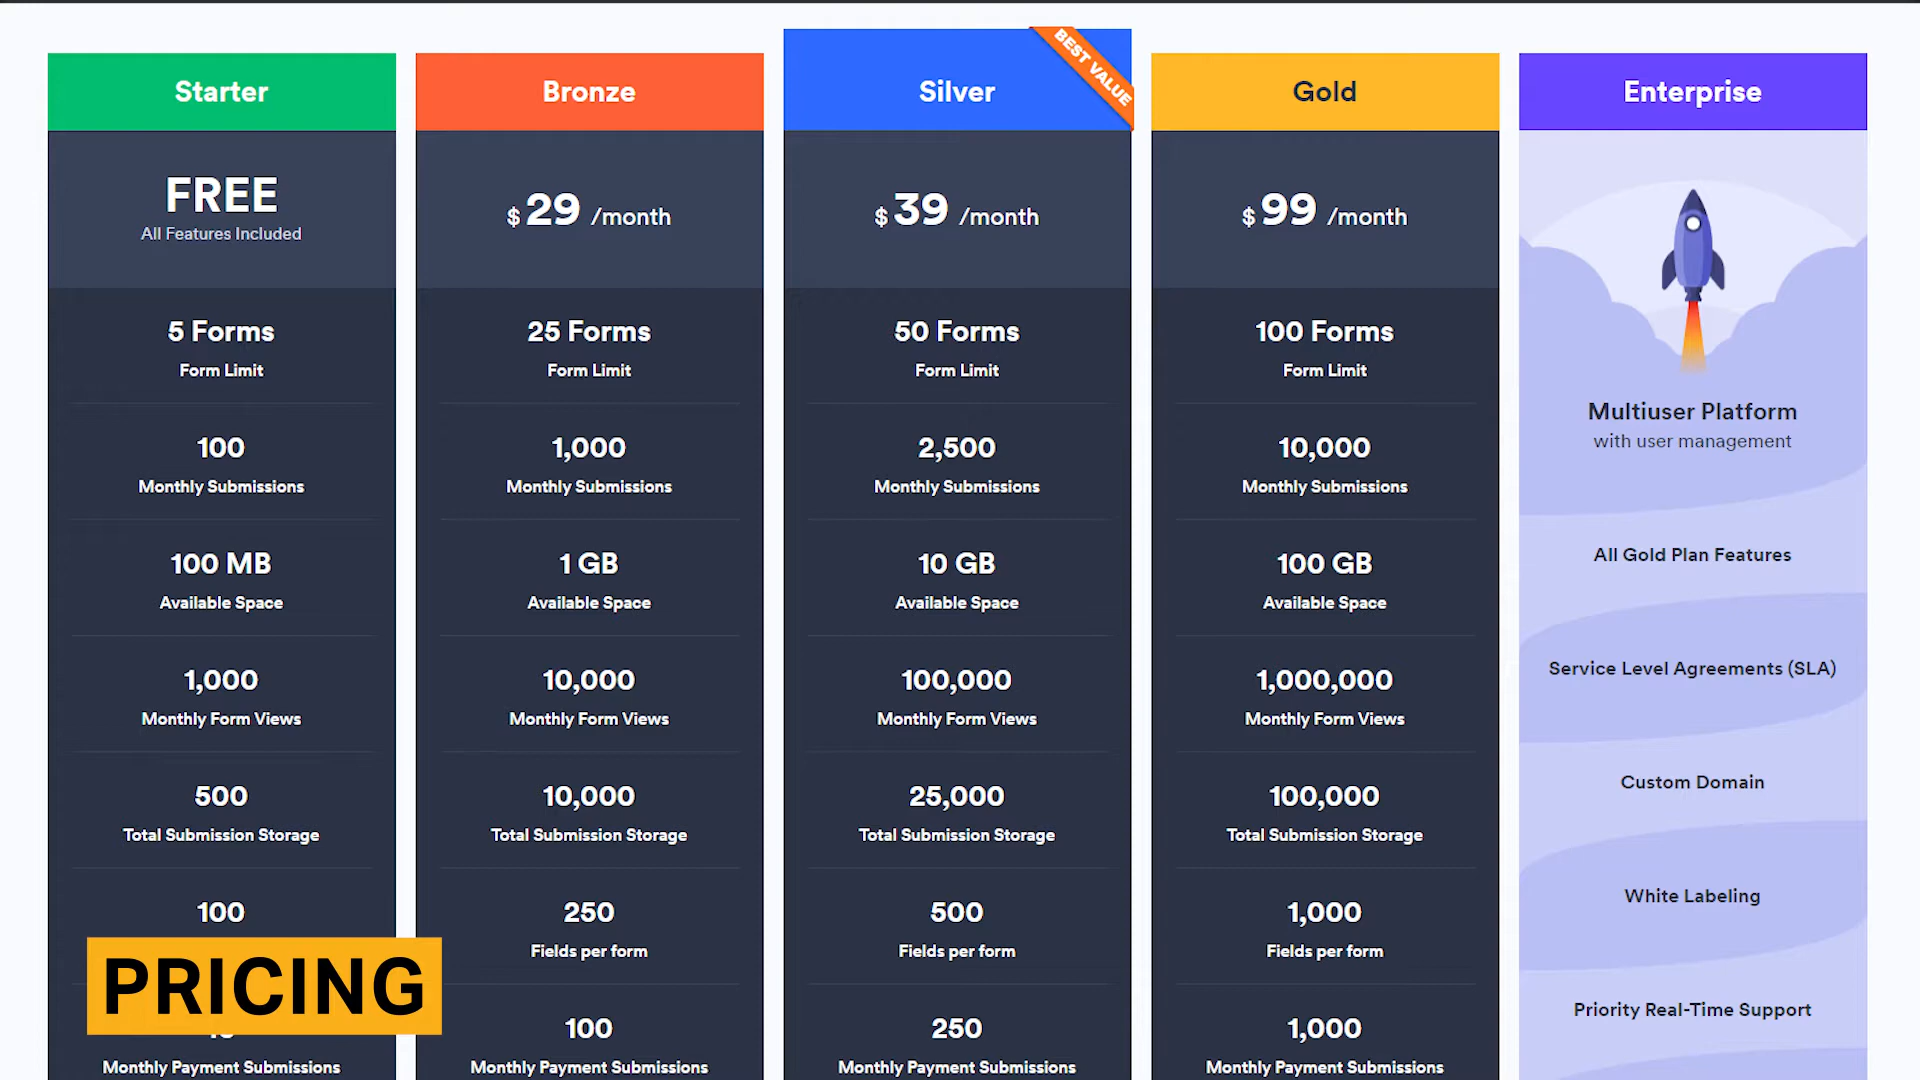 Starter
FREE
All Features Included
5 Forms
Form Limit
100
Monthly Submissions
100 MB
Available Space
1,000
Monthly Form Views
500
Total Submission Storage
100
Monthly Payment Submissions
Bronze
$ 29 /month
25 Forms
Form Limit
1,000
Monthly Submissions
1 GB
Available Space
10,000
Monthly Form Views
10,000
Total Submission Storage
250
Fields per form
100
Monthly Payment Submissions
Silver
BEST VALUE
$ 39 /month
50 Forms
Form Limit
2,500
Monthly Submissions
10 GB
Available Space
100,000
Monthly Form Views
25,000
Total Submission Storage
500
Fields per form
250
Monthly Payment Submissions
Gold
$ 99 /month
100 Forms
Form Limit
10,000
Monthly Submissions
100 GB
Available Space
1,000,000
Monthly Form Views
100,000
Total Submission Storage
1,000
Fields per form
1,000
Monthly Payment Submissions
Enterprise
Multiuser Platform
with user management
All Gold Plan Features
Service Level Agreements (SLA)
Custom Domain
White Labeling
Priority Real-Time Support
PRICING